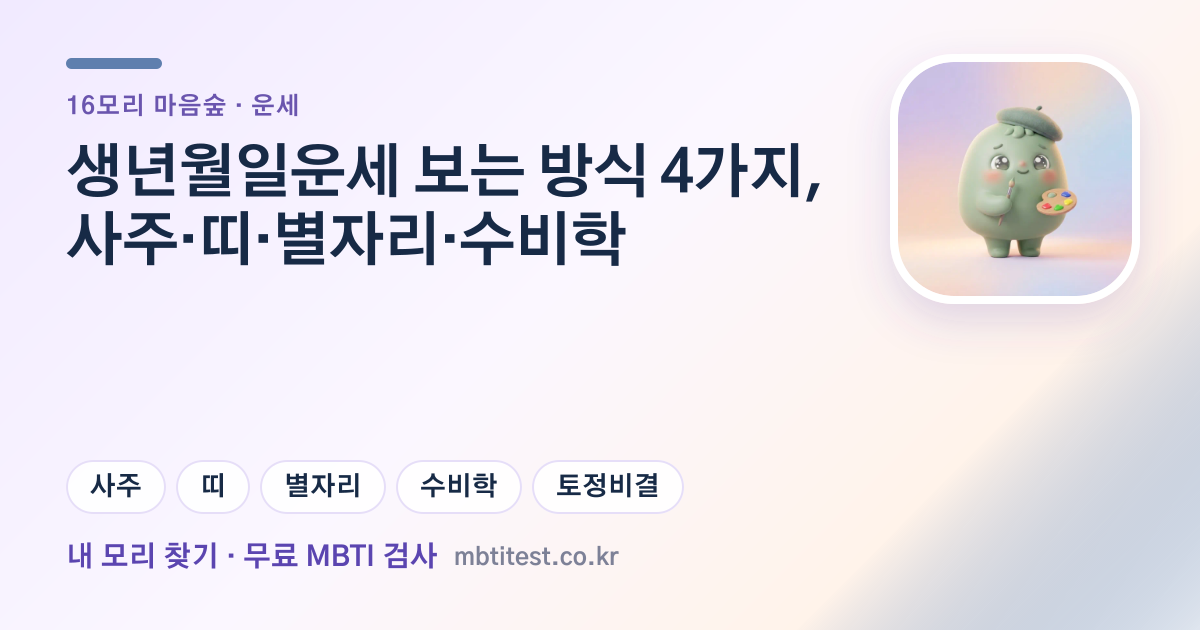 16모리 마음숲 · 운세
생년월일운세 보는 방식 4가지,
사주·띠·별자리·수비학
사주 띠 별자리 수비학 토정비결
내 모리 찾기 · 무료 MBTI 검사 mbtitest.co.kr